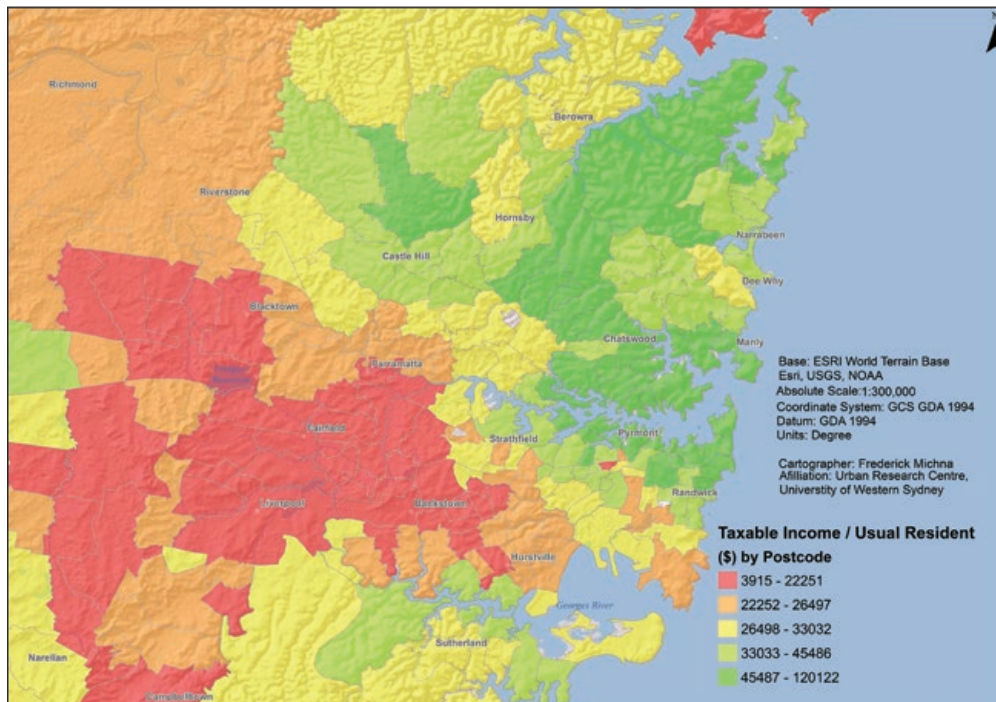 Richmond
Berowra
Riverstone
Hornsby
Narrabeen
Castle Hill
Dee Why
Blacktown
Chatswood
Manly
Parramatta
Base: ESRI World Terrain Base
Esri, USGS, NOAA
Absolute Scale:1:300,000
Coordinate System: GCS GDA 1994
Datum: GDA 1994
Units: Degree
Fairfield
Strathfield
Pyrmont
Cartographer: Frederick Michna
Afilliation: Urban Research Centre,
Universtiy of Western Sydney
Randwick
Liverpool
Bankstown
Taxable Income / Usual Resident
($) by Postcode
Hurstville
3915 - 22251
22252 - 26497
Georges River
26498 - 33032
Sutherland
33033 - 45486
Narellan
45487 - 120122
Campbelltown